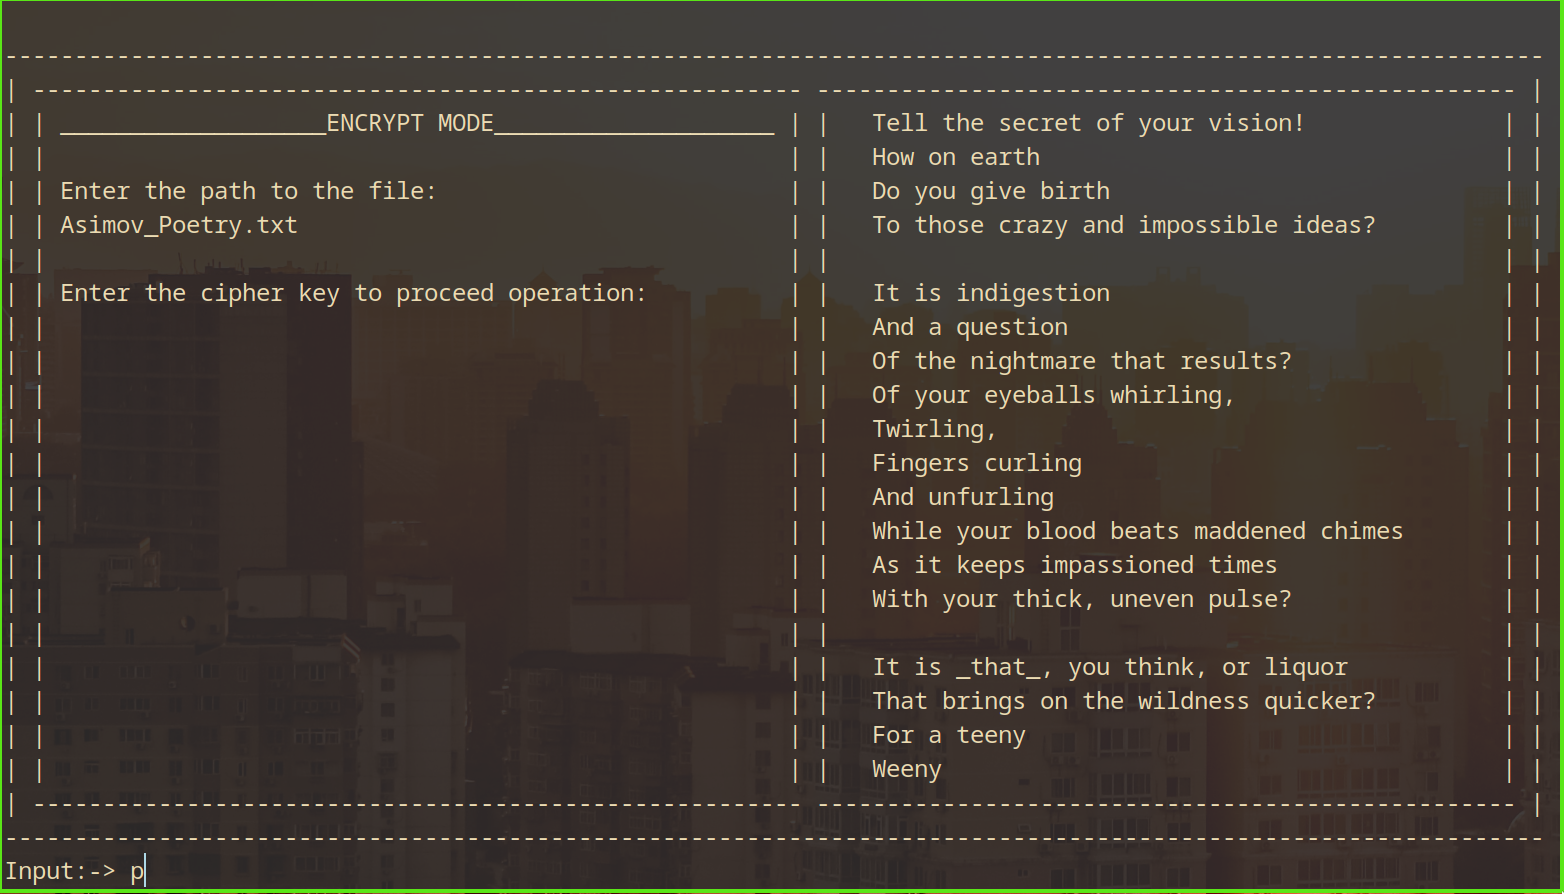 ENCRYPT MODE
Enter the path to the file:
Asimov_Poetry.txt
Enter the cipher key to proceed operation:
Tell the secret of your vision!
How on earth
Do you give birth
To those crazy and impossible ideas?
It is indigestion
And a question
Of the nightmare that results?
Of your eyeballs whirling,
Twirling,
Fingers curling
And unfurling
While your blood beats maddened chimes
As it keeps impassioned times
With your thick, uneven pulse?
It is _that_, you think, or liquor
That brings on the wildness quicker?
For a teeny
Weeny
Input:-> p